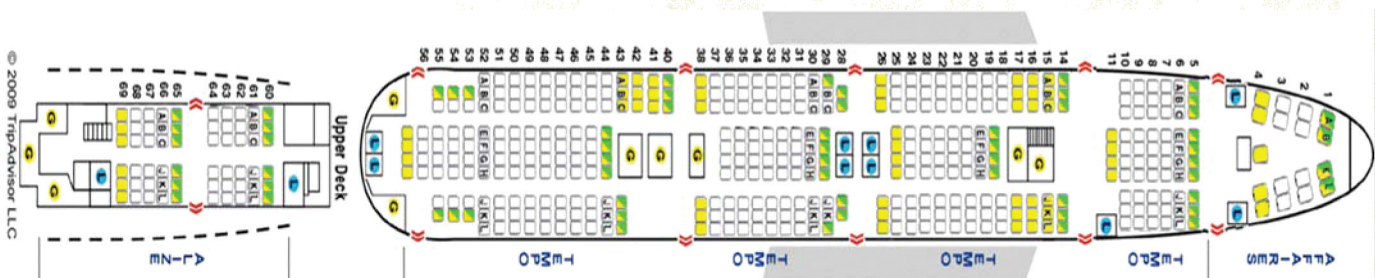 © 2009 TripAdvisor LLC
69 68 67 66 65 64 63 62 61 60
A B C A B C
J K L J K L
G G G L L
Upper Deck
ALIZE
56 55 54 53 52 51 50 49 48 47 46 45 44 43 42 41 40
38 37 36 35 34 33 32 31 30 29 28
26 25 24 23 22 21 20 19 18 17 16 15 14
11 10 9 8 7 6 5
4 3 2 1
G L A B C A B C A B C A B C A B C L A B
L L E F G H G G G E F G H L L L L E F G H G G E F G H
G J K L J K L J K L J K L L J K L L K L
TEMPO TEMPO TEMPO TEMPO AFFAIRES